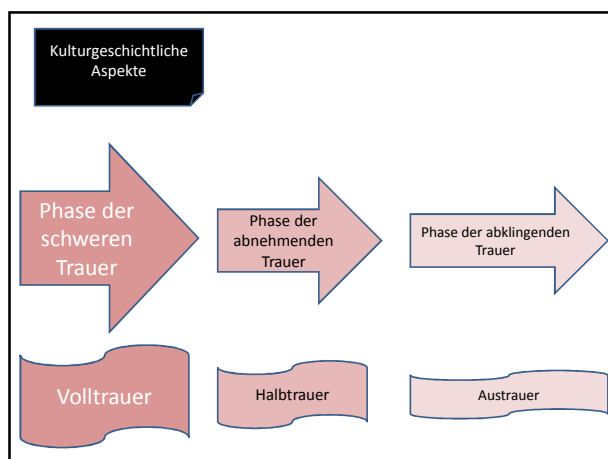 Kulturgeschichtliche
Aspekte
Phase der
schweren
Trauer
Phase der
abnehmenden
Trauer
Phase der abklingenden
Trauer
Volltrauer
Halbtrauer
Austrauer